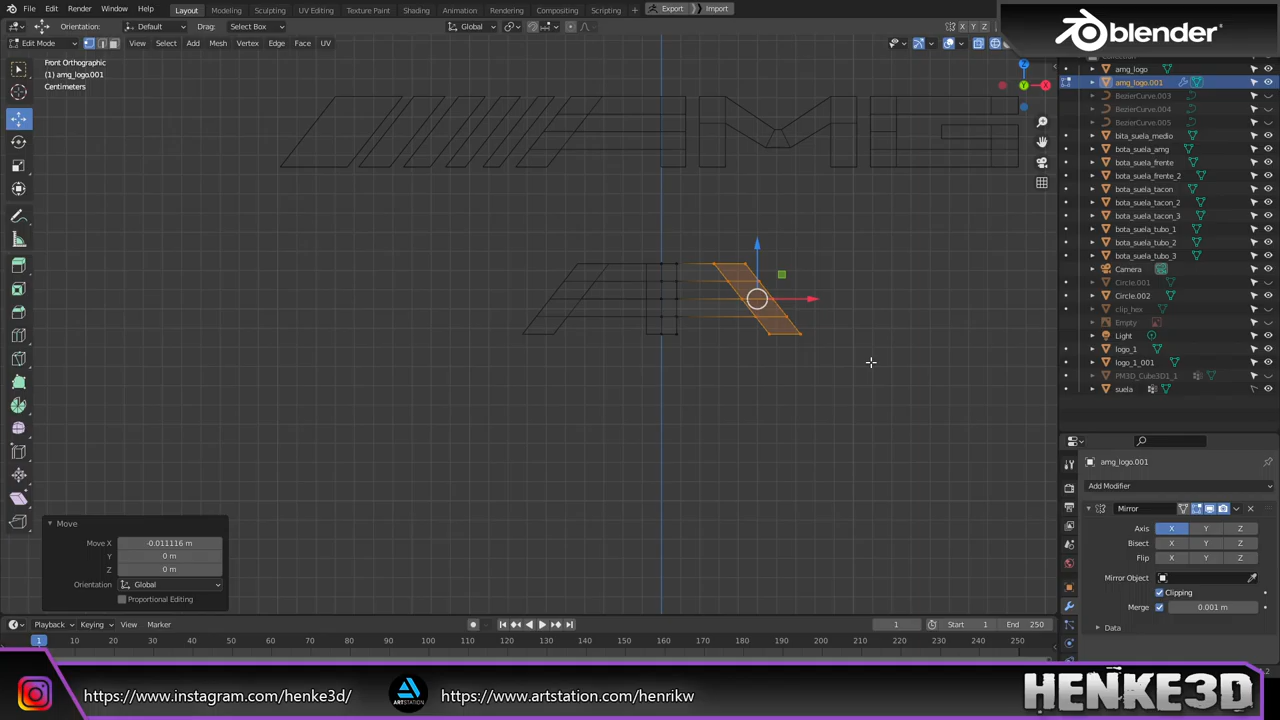 File Edit Render Window Help Layout Modeling Sculpting UV Editing Texture Paint Shading Animation Rendering Compositing Scripting Export Import
blender
Orientation: Default Drag: Select Box Global X Y Z
Edit Mode View Select Add Mesh Vertex Edge Face UV
Front Orthographic
(1) amg_logo.001
Centimeters
Z
Y X
Collection
amg_logo
amg_logo.001
BezierCurve.003
BezierCurve.004
BezierCurve.005
bita_suela_medio
bota_suela_amg
bota_suela_frente
bota_suela_frente_2
bota_suela_tacon
bota_suela_tacon_2
bota_suela_tacon_3
bota_suela_tubo_1
bota_suela_tubo_2
bota_suela_tubo_3
Camera
Circle.001
Circle.002
clip_hex
Empty
Light
logo_1
logo_1_001
PM3D_Cube3D1_1
suela
amg_logo.001
Add Modifier
Mirror
Axis X Y Z
Bisect X Y Z
Flip X Y Z
Mirror Object
Clipping
Merge 0.001 m
Data
Move
Move X -0.011116 m
Y 0 m
Z 0 m
Orientation Global
Proportional Editing
Playback Keying View Marker 1 Start 1 End 250
1 10 20 30 40 50 60 70 80 90 100 110 120 130 140 150 160 170 180 190 200 210 220 230 240 250
https://www.instagram.com/henke3d/ ARTSTATION https://www.artstation.com/henrikw HENKE3D